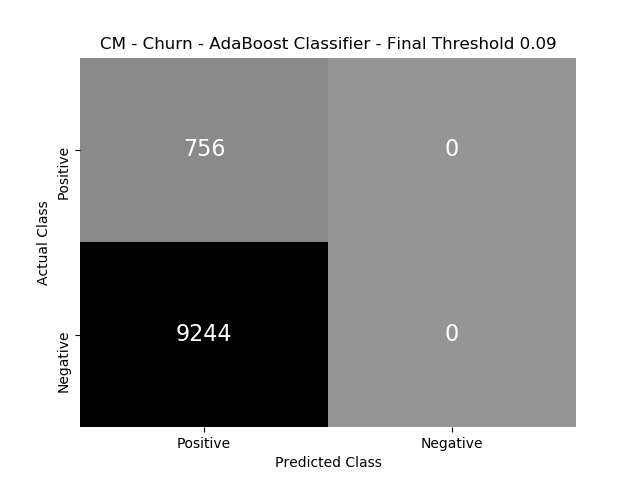 CM - Churn - AdaBoost Classifier - Final Threshold 0.09
Actual Class
Positive
756
0
Negative
9244
0
Positive
Negative
Predicted Class